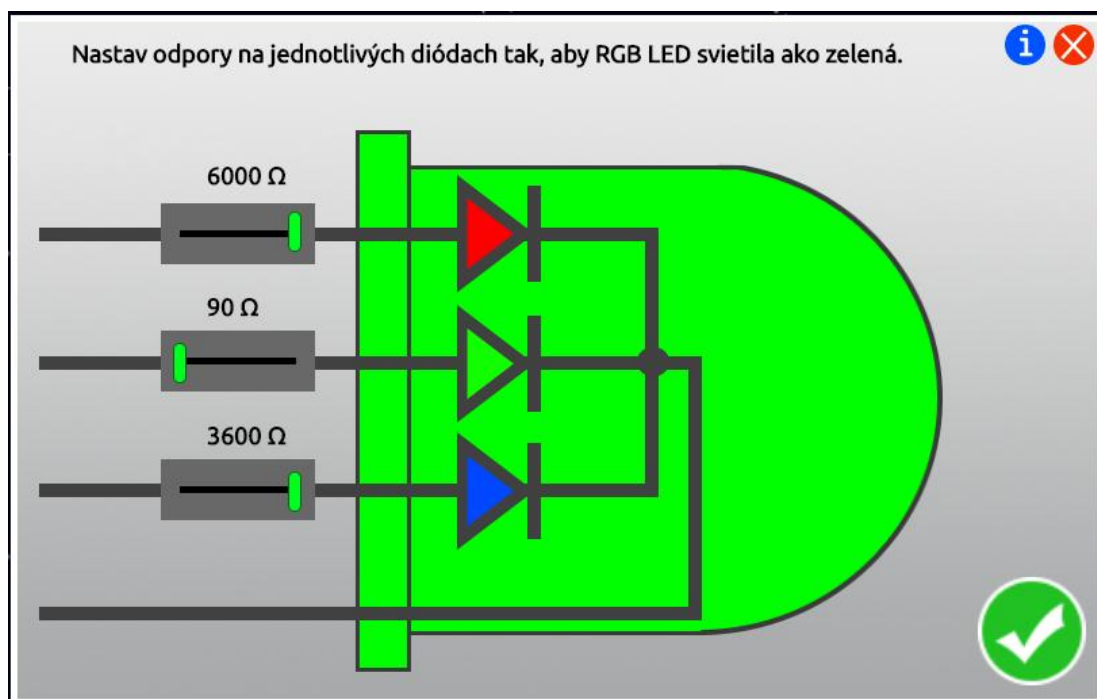 Nastav odpory na jednotlivých diódach tak, aby RGB LED svietila ako zelená.
i
6000 Ω
90 Ω
3600 Ω